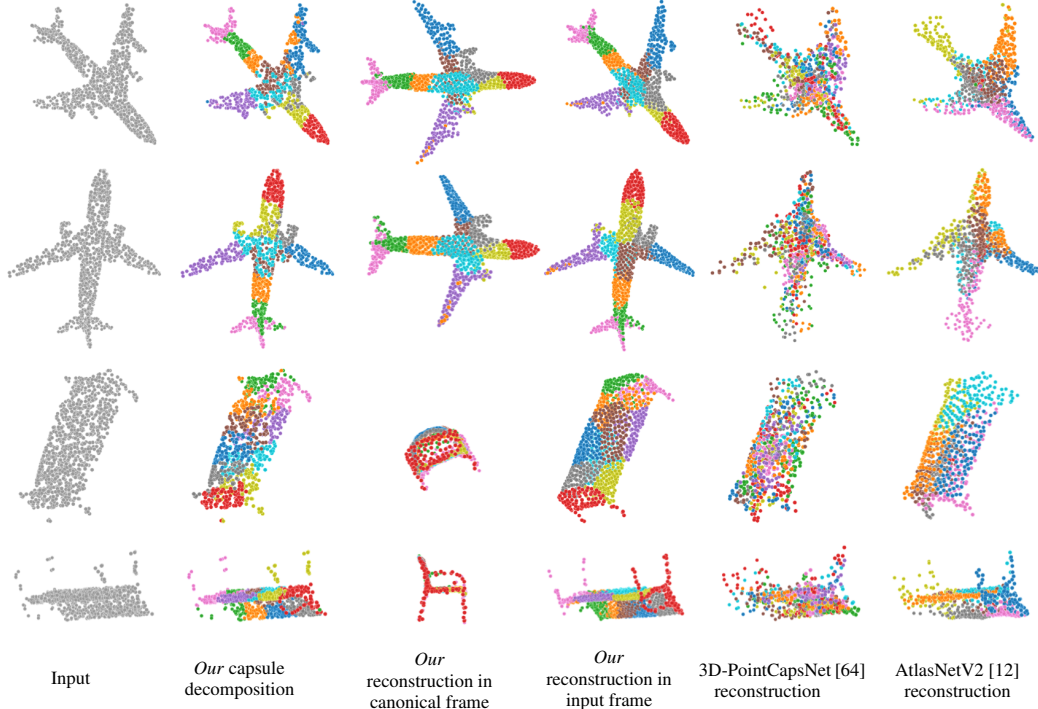 Input
Our capsule
decomposition
Our
reconstruction in
canonical frame
Our
reconstruction in
input frame
3D-PointCapsNet [64]
reconstruction
AtlasNetV2 [12]
reconstruction